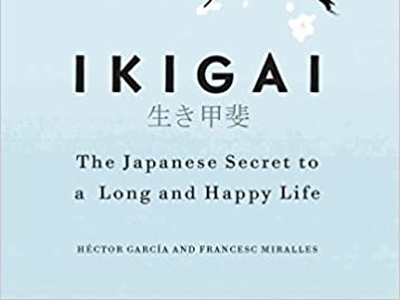 IKIGAI
生き甲斐
The Japanese Secret to
a Long and Happy Life
HÉCTOR GARCÍA AND FRANCESC MIRALLES